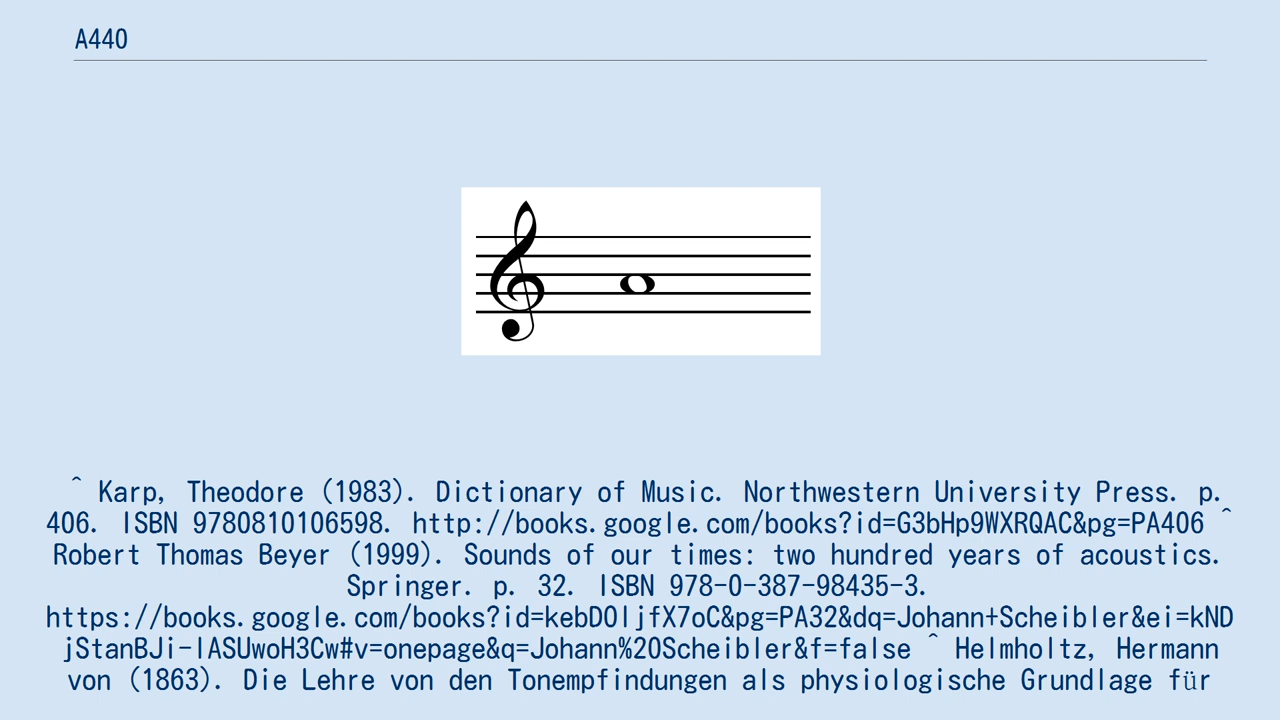 A440
^ Karp, Theodore (1983). Dictionary of Music. Northwestern University Press. p.
406. ISBN 9780810106598. http://books.google.com/books?id=G3bHp9WXRQAC&pg=PA406 ^
Robert Thomas Beyer (1999). Sounds of our times: two hundred years of acoustics.
Springer. p. 32. ISBN 978-0-387-98435-3.
https://books.google.com/books?id=kebD0ljfX7oC&pg=PA32&dq=Johann+Scheibler&ei=kND
jStanBJi-lASUwoH3Cw#v=onepage&q=Johann%20Scheibler&f=false ^ Helmholtz, Hermann
von (1863). Die Lehre von den Tonempfindungen als physiologische Grundlage für